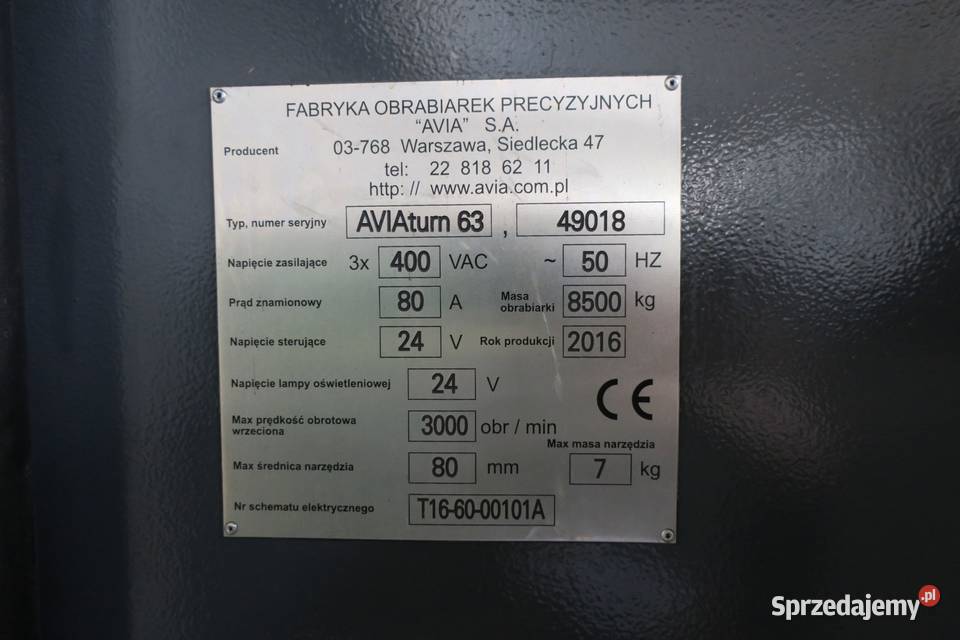 FABRYKA OBRABIAREK PRECYZYJNYCH
"AVIA" S.A.
Producent
03-768 Warszawa, Siedlecka 47
tel: 22 818 62 11
http: // www.avia.com.pl
Typ, numer seryjny AVIAturn 63 , 49018
Napięcie zasilające 3x 400 VAC ~ 50 HZ
Prąd znamionowy 80 A Masa obrabiarki 8500 kg
Napięcie sterujące 24 V Rok produkcji 2016
Napięcie lampy oświetleniowej 24 V
CE
Max prędkość obrotowa
wrzeciona 3000 obr / min
Max masa narzędzia
Max średnica narzędzia 80 mm 7 kg
Nr schematu elektrycznego T16-60-00101A
Sprzedajemy.pl